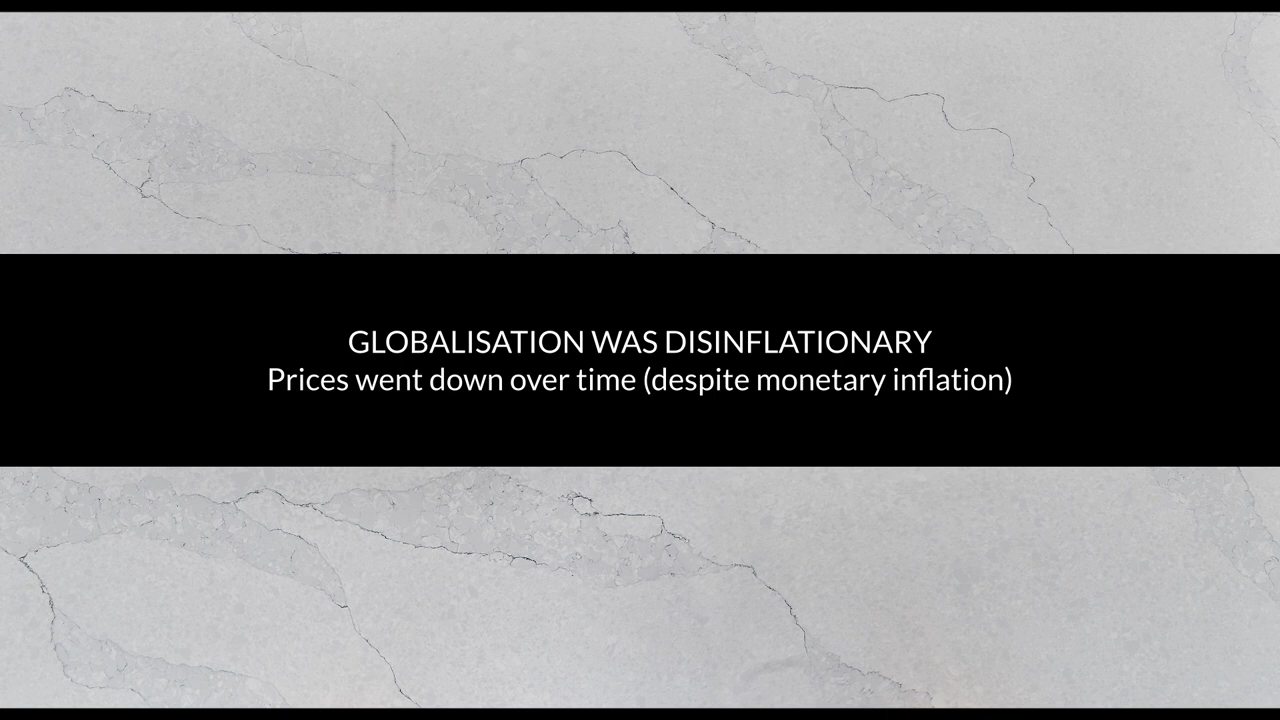 GLOBALISATION WAS DISINFLATIONARY
Prices went down over time (despite monetary inflation)